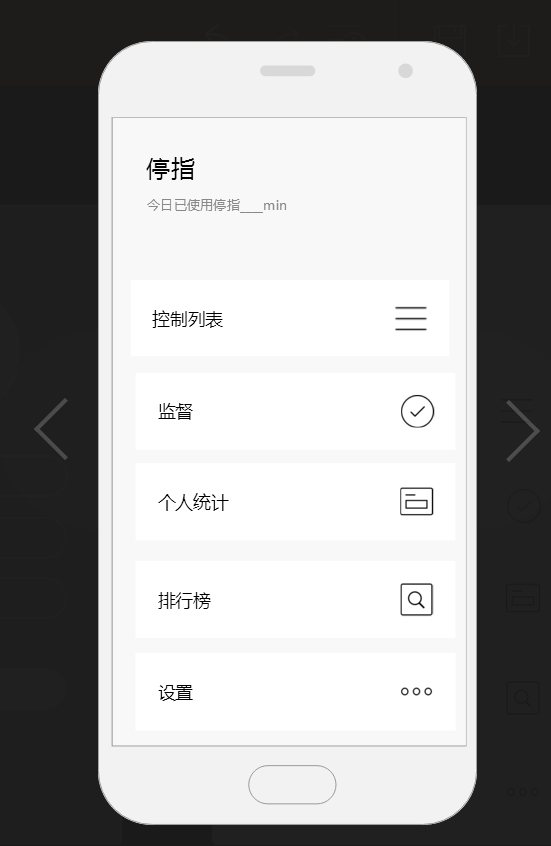 停指
今日已使用停指___min
控制列表
监督
个人统计
排行榜
设置